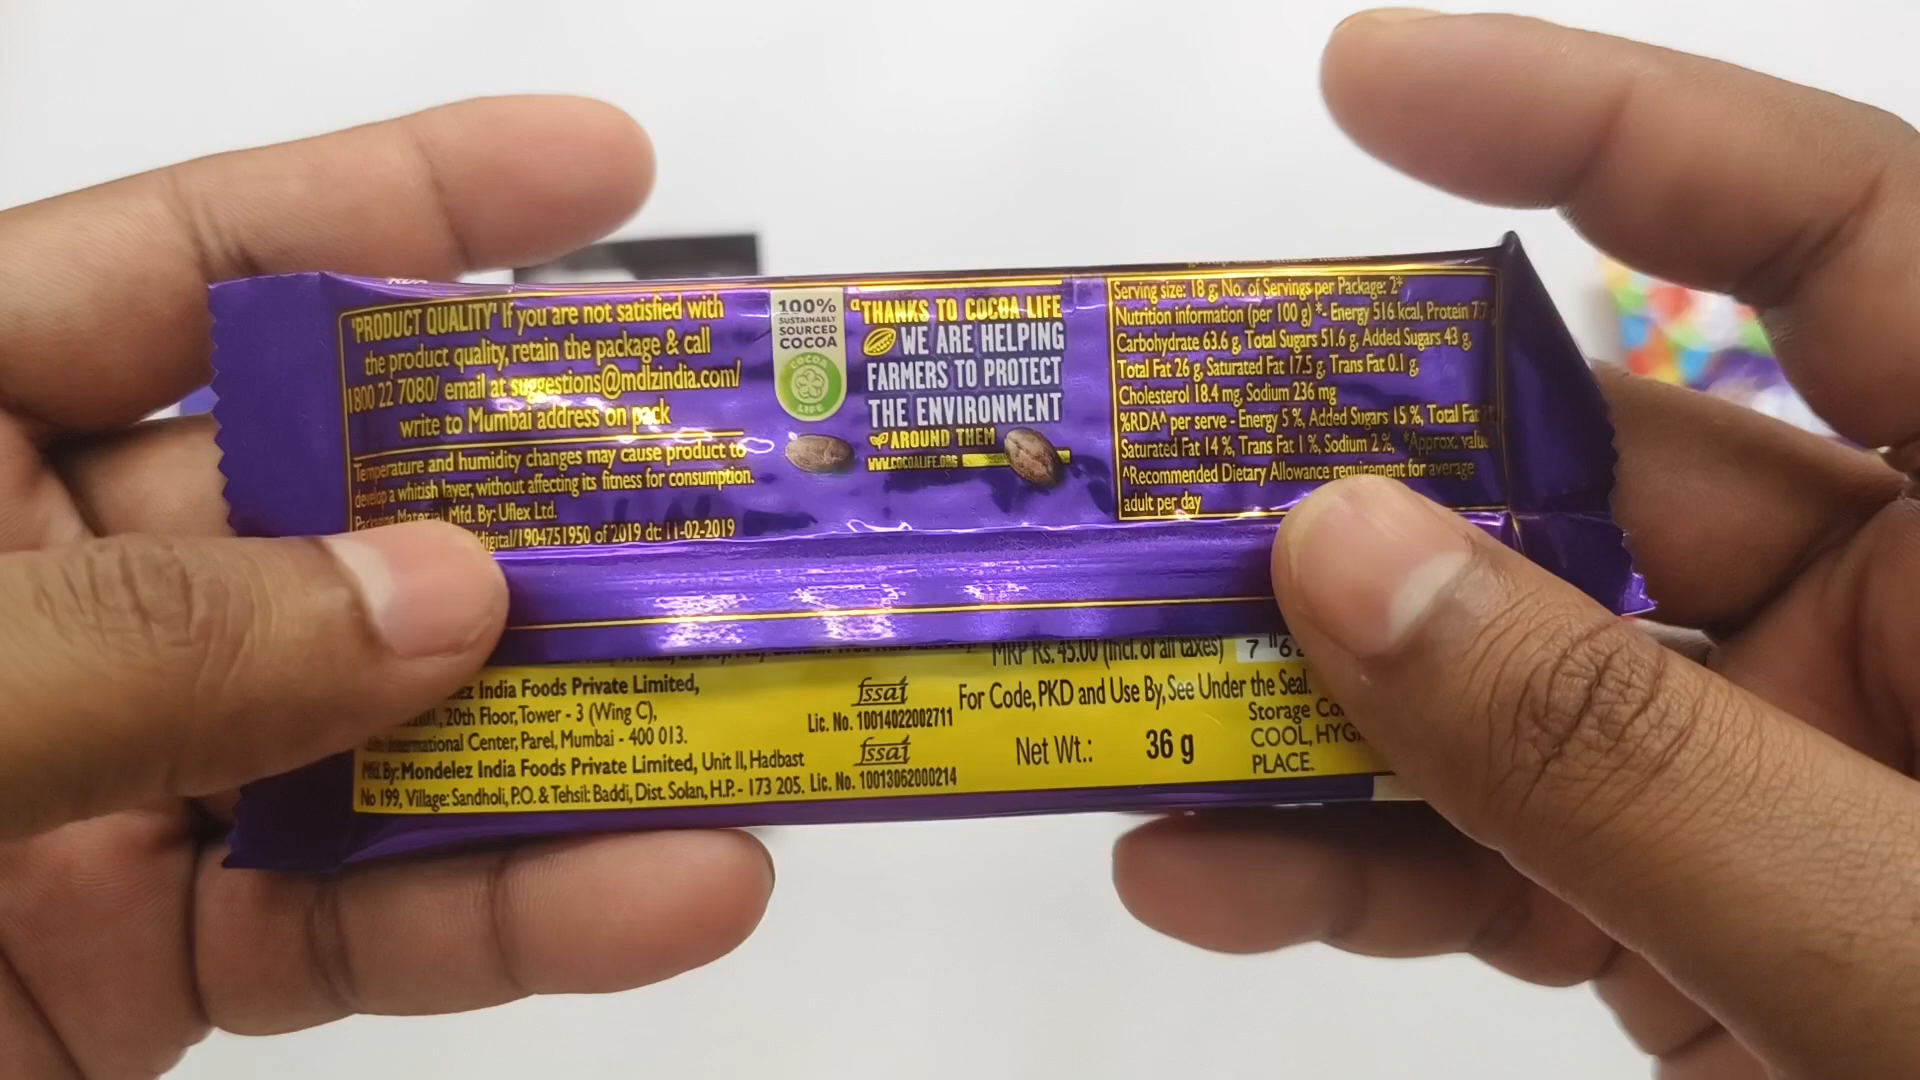 'PRODUCT QUALITY' If you are not satisfied with
the product quality, retain the package & call
1800 22 7080/ email at suggestions@mdlzindia.com/
write to Mumbai address on pack
Temperature and humidity changes may cause product to
develop a whitish layer, without affecting its fitness for consumption.
Packaging Material Mfd. By: Uflex Ltd.
digital/1904751950 of 2019 dt: 11-02-2019
100%
SUSTAINABLY
SOURCED
COCOA
COCOA
LIFE
"THANKS TO COCOA LIFE
WE ARE HELPING
FARMERS TO PROTECT
THE ENVIRONMENT
AROUND THEM
WWW.COCOALIFE.ORG
Serving size: 18 g; No. of Servings per Package: 2*
Nutrition information (per 100 g) *- Energy 516 kcal, Protein
Carbohydrate 63.6 g, Total Sugars 51.6 g, Added Sugars 43 g,
Total Fat 26 g, Saturated Fat 17.5 g, Trans Fat 0.1 g,
Cholesterol 18.4 mg, Sodium 236 mg
%RDA^ per serve - Energy 5 %, Added Sugars 15 %, Total Fat
Saturated Fat 14 %, Trans Fat 1 %, Sodium 2 %, *Approx. value
^Recommended Dietary Allowance requirement for average
adult per day
MRP Rs. 45.00 (incl. of all taxes)
India Foods Private Limited,
20th Floor, Tower - 3 (Wing C),
International Center, Parel, Mumbai - 400 013.
Mfd. By: Mondelez India Foods Private Limited, Unit II, Hadbast
No 199, Village: Sandholi, P.O. & Tehsil: Baddi, Dist. Solan, H.P. - 173 205.
fssai
Lic. No. 10014022002711
fssai
Lic. No. 10013062000214
For Code, PKD and Use By, See Under the Seal.
Net Wt.: 36 g
Storage
COOL,
PLACE.